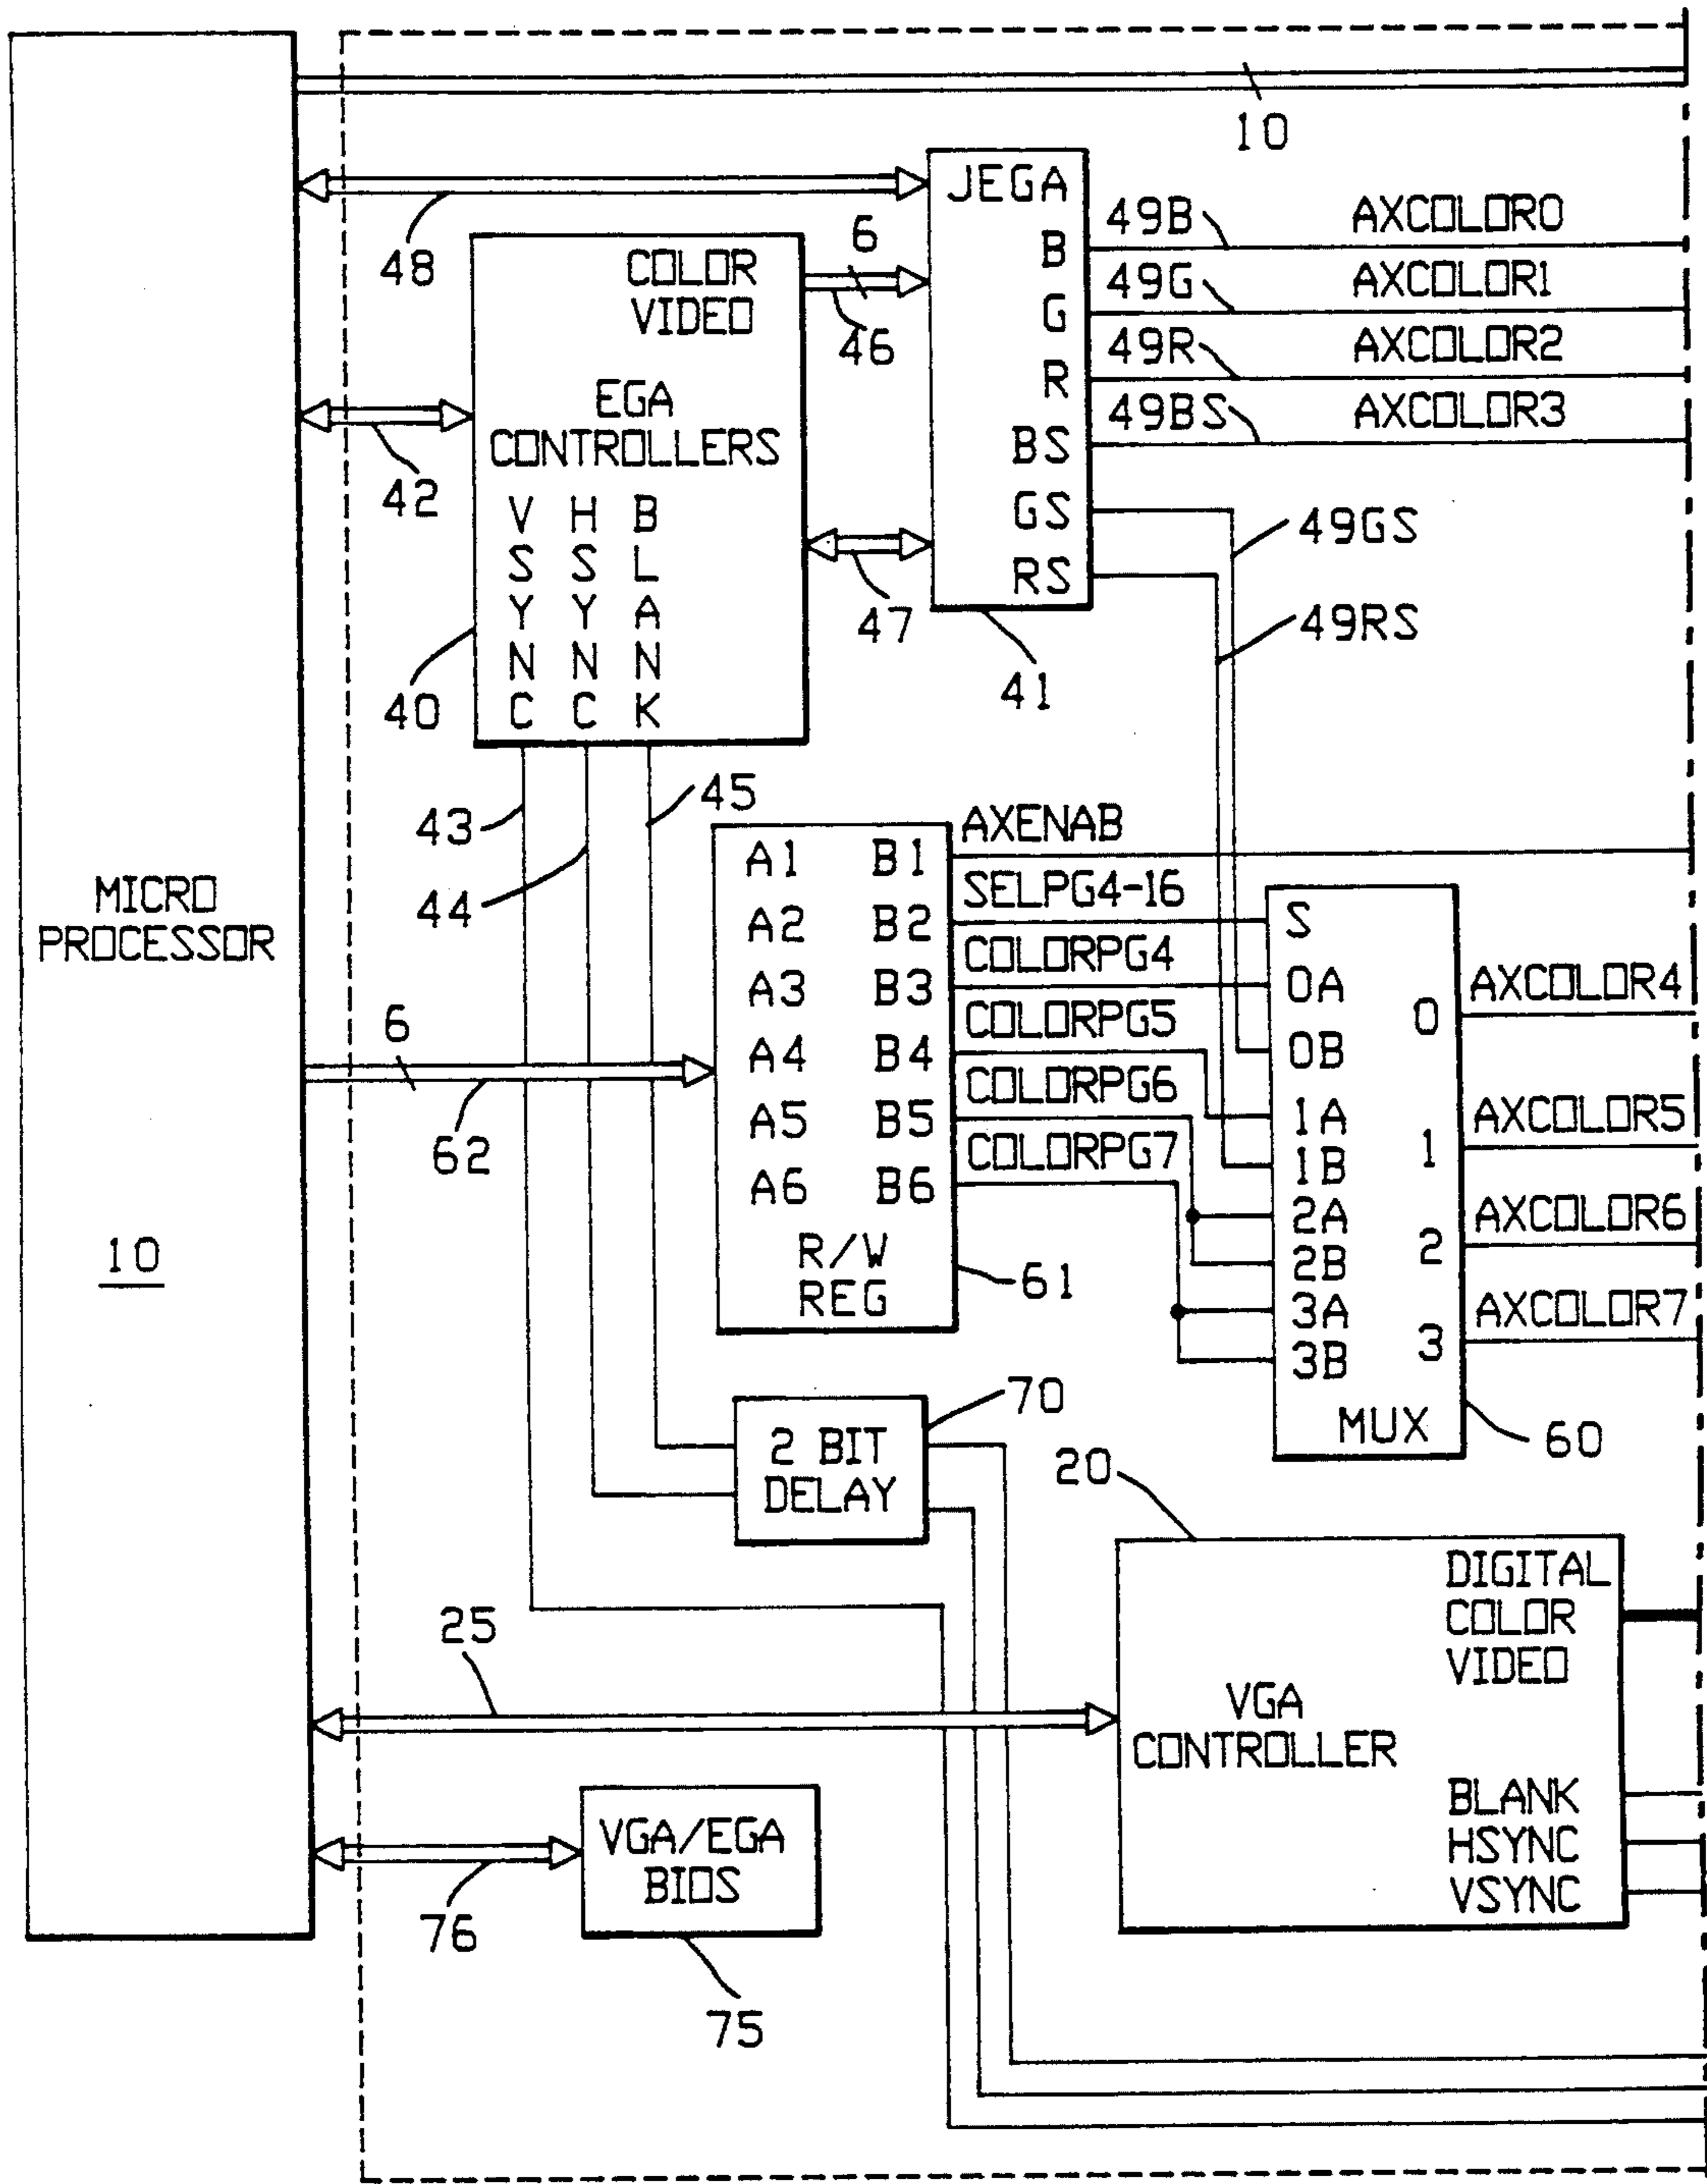 10
JEGA
48
6
49B
AXCOLOR0
COLOR
VIDEO
B
49G
AXCOLOR1
46
G
49R
AXCOLOR2
R
49BS
AXCOLOR3
EGA
CONTROLLERS
BS
42
VSYNC
HSYNC
BLANK
GS
49GS
RS
47
49RS
40
41
43
45
44
AXENAB
A1
B1
SELPG4-16
A2
B2
S
COLORPG4
A3
B3
0A
AXCOLOR4
0
COLORPG5
A4
B4
0B
6
COLORPG6
A5
B5
1A
AXCOLOR5
1
62
COLORPG7
1B
A6
B6
2A
AXCOLOR6
2
2B
R/W
REG
61
3A
AXCOLOR7
3
3B
MUX
60
MICRO
PROCESSOR
10
70
2 BIT
DELAY
20
DIGITAL
COLOR
VIDEO
25
VGA
CONTROLLER
BLANK
HSYNC
VSYNC
VGA/EGA
BIOS
76
75